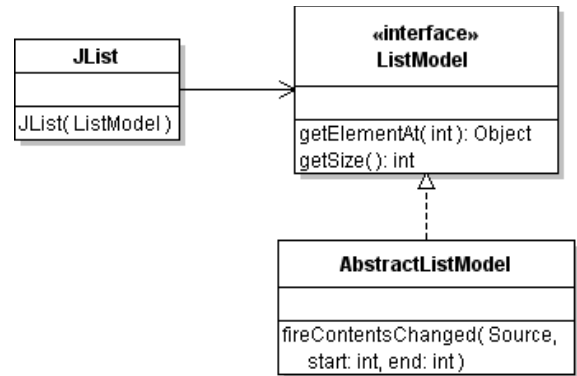 JList
JList( ListModel )
«interface»
ListModel
getElementAt( int ): Object
getSize( ): int
AbstractListModel
fireContentsChanged( Source,
start: int, end: int )